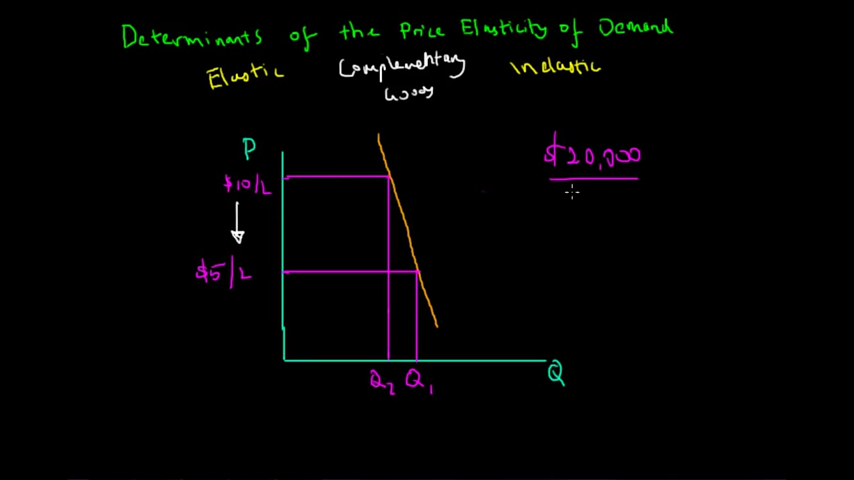 Determinants of the Price Elasticity of Demand
Elastic Complementary Inelastic
Goods
P
$20,000
$10/L
$5/L
Q
Q2 Q1